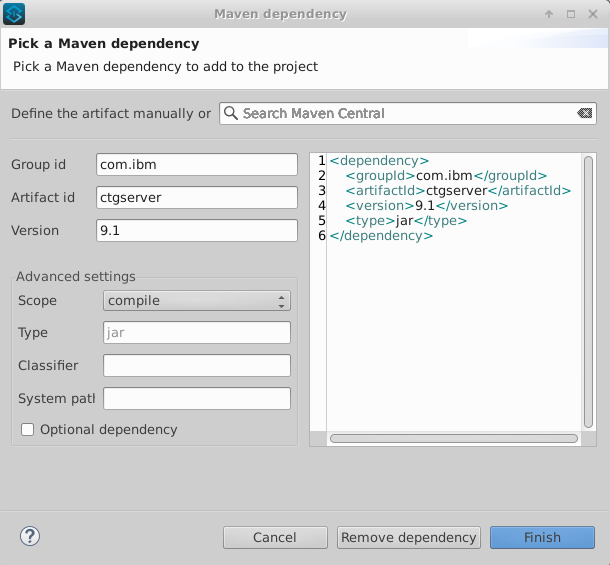 Maven dependency
Pick a Maven dependency
Pick a Maven dependency to add to the project
Define the artifact manually or Search Maven Central
Group id com.ibm
Artifact id ctgserver
Version 9.1
Advanced settings
Scope compile
Type jar
Classifier
System path
Optional dependency
1 <dependency>
2 <groupId>com.ibm</groupId>
3 <artifactId>ctgserver</artifactId>
4 <version>9.1</version>
5 <type>jar</type>
6 </dependency>
? Cancel Remove dependency Finish